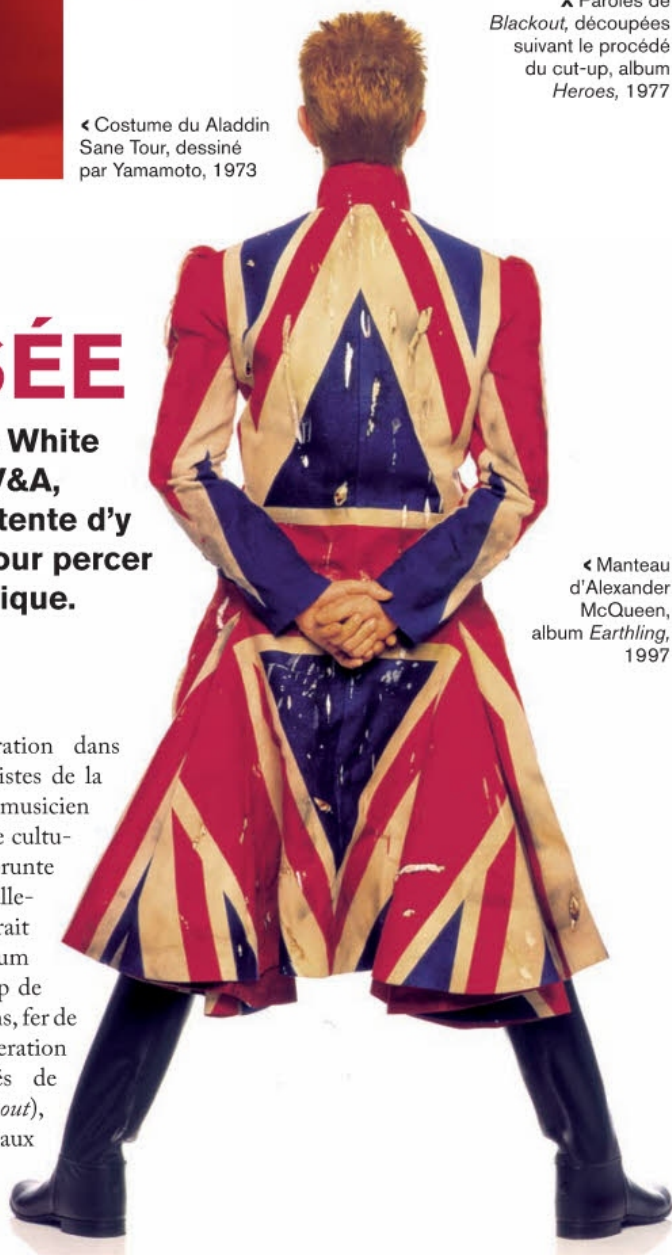 Paroles de
Blackout, découpées
suivant le procédé
du cut-up, album
Heroes, 1977
< Costume du Aladdin
Sane Tour, dessiné
par Yamamoto, 1973
SÉE
White
V&A,
tente d’y
our percer
ique.
< Manteau
d’Alexander
McQueen,
album Earthling,
1997
ration dans
istes de la
musicien
e cultu-
runte
lle-
rait
um
p de
ns, fer de
eration
és de
out),
aux